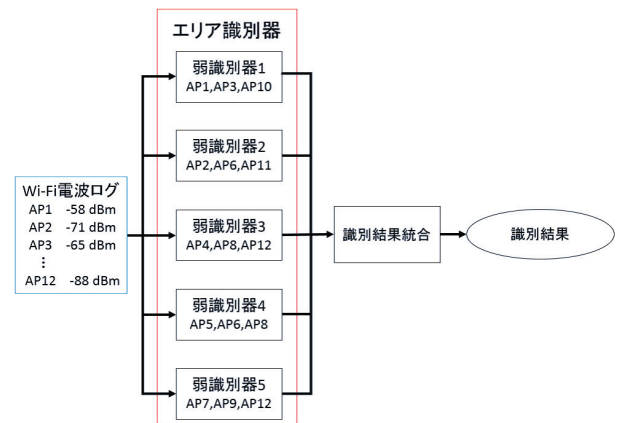 エリア識別器
弱識別器1
AP1,AP3,AP10
弱識別器2
AP2,AP6,AP11
Wi-Fi電波ログ
AP1 -58 dBm
AP2 -71 dBm
AP3 -65 dBm
⋮
AP12 -88 dBm
弱識別器3
AP4,AP8,AP12
弱識別器4
AP5,AP6,AP8
弱識別器5
AP7,AP9,AP12
識別結果統合
識別結果